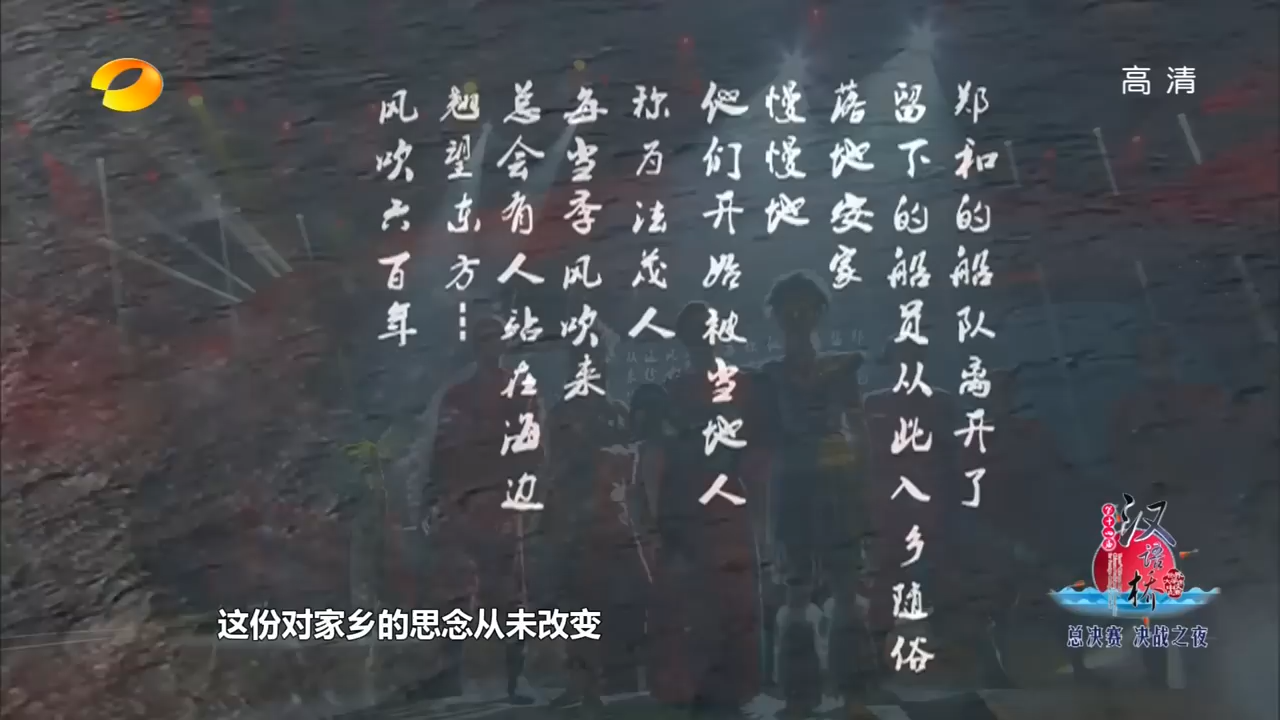 高清
郑和的船队离开了
留下的船员从此入乡随俗
落地安家
慢慢地
他们开始被当地人
称为法茂人
每当季风吹来
总会有人站在海边
翘望东方……
风吹六百年
这份对家乡的思念从未改变
汉语桥
总决赛 决战之夜